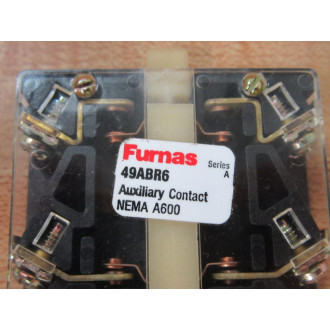 Furnas
Series
A
49ABR6
Auxiliary Contact
NEMA A600